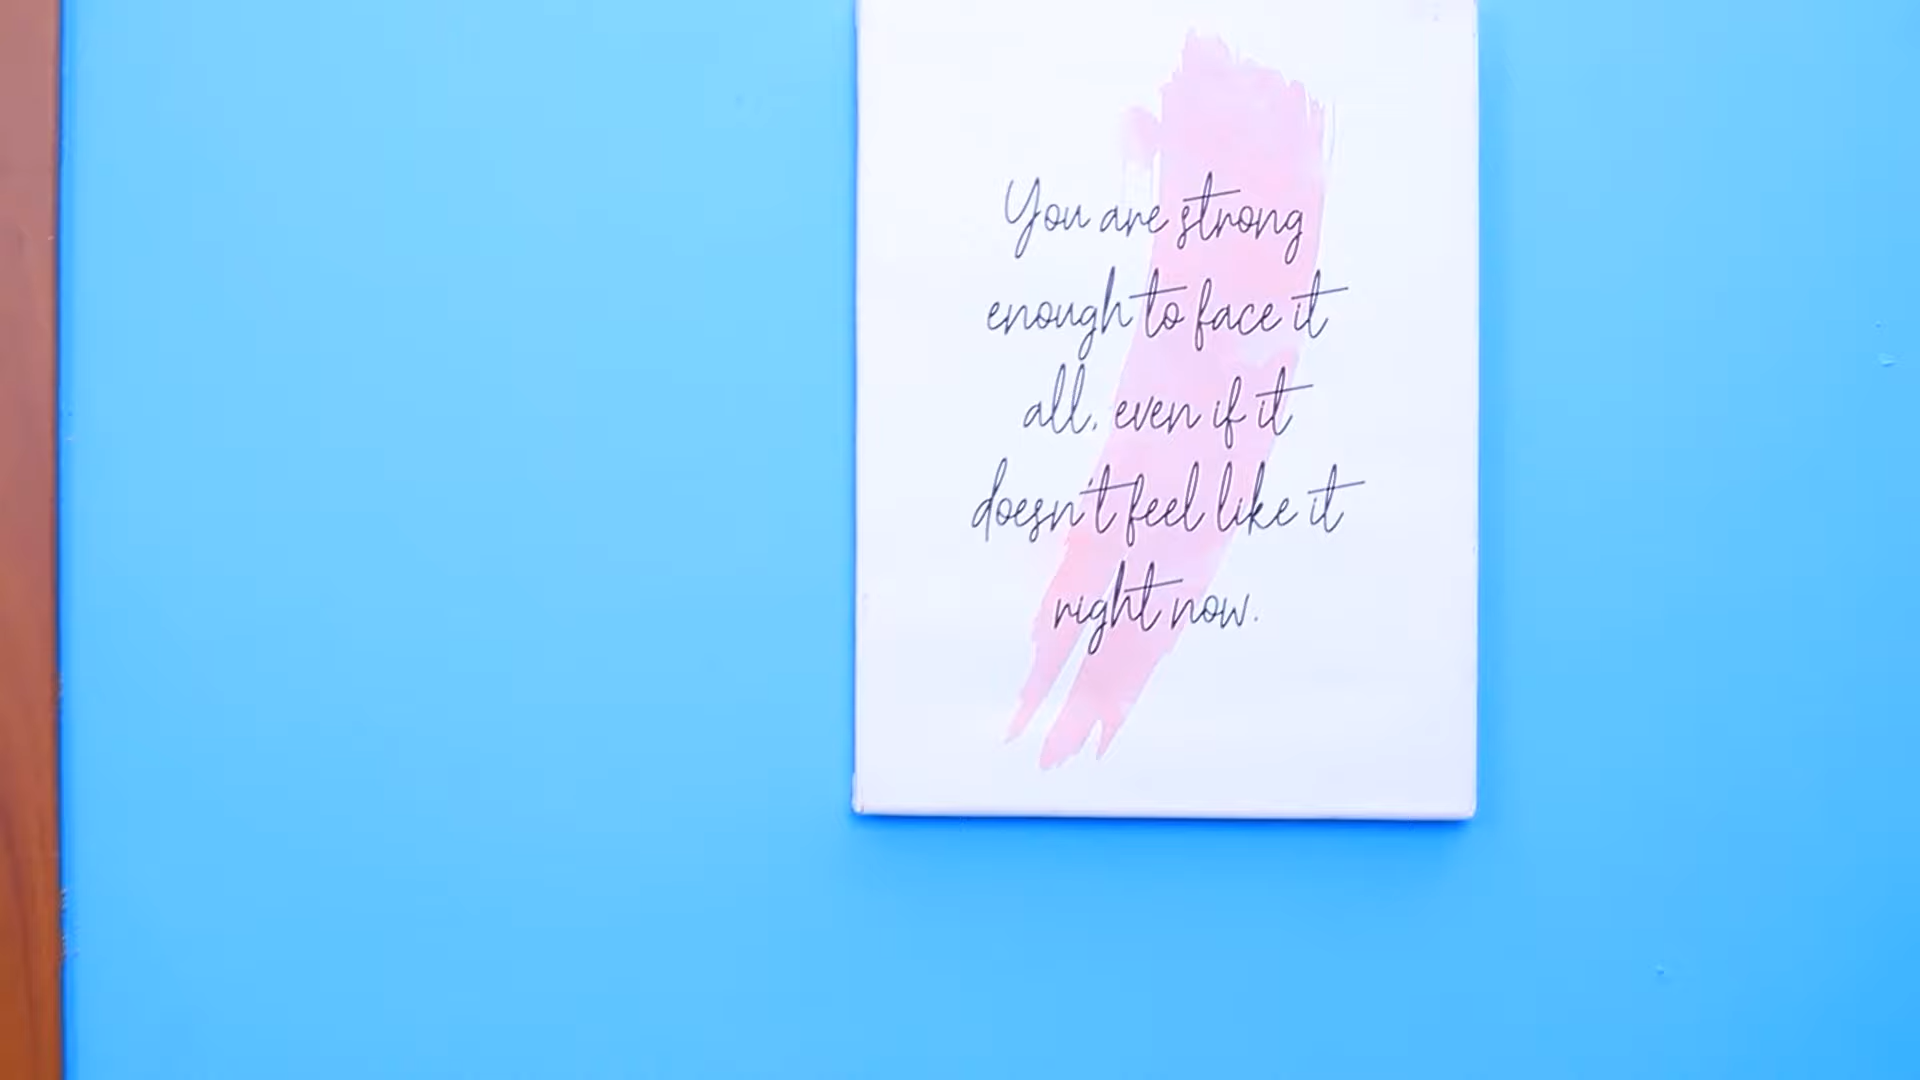 You are strong
enough to face it
all, even if it
doesn't feel like it
right now.